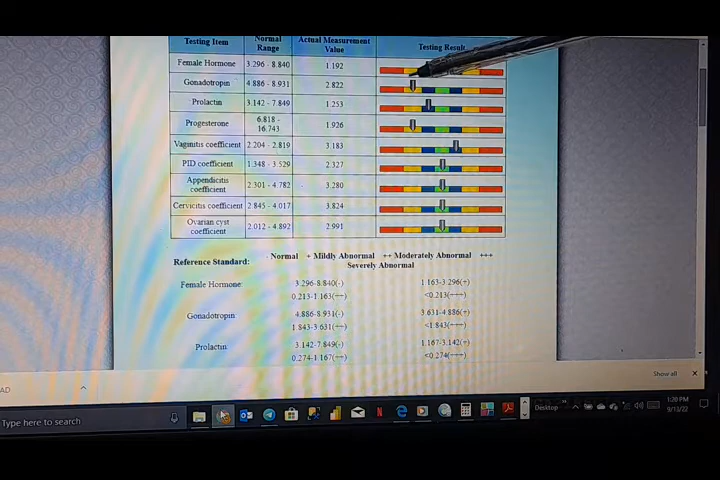 Testing Item Normal Range Actual Measurement Value Testing Result
Female Hormone 3.296 - 8.840 1.192
Gonadotropin 4.886 - 8.931 2.822
Prolactin 3.142 - 7.849 1.253
Progesterone 6.818 - 16.743 1.926
Vaginitis coefficient 2.204 - 2.819 3.183
PID coefficient 1.348 - 3.529 2.327
Appendicitis coefficient 2.301 - 4.782 3.280
Cervicitis coefficient 2.845 - 4.017 3.824
Ovarian cyst coefficient 2.012 - 4.892 2.991
Reference Standard: - Normal + Mildly Abnormal ++ Moderately Abnormal +++ Severely Abnormal
Female Hormone: 3.296-8.840(-) 1.163-3.296(+)
0.213-1.163(++) <0.213(+++)
Gonadotropin: 4.886-8.931(-) 3.631-4.886(+)
1.843-3.631(++) <1.843(+++)
Prolactin: 3.142-7.849(-) 1.167-3.142(+)
0.274-1.167(++) <0.274(+++)
Show all
AD
Type here to search
Desktop
1:20 PM